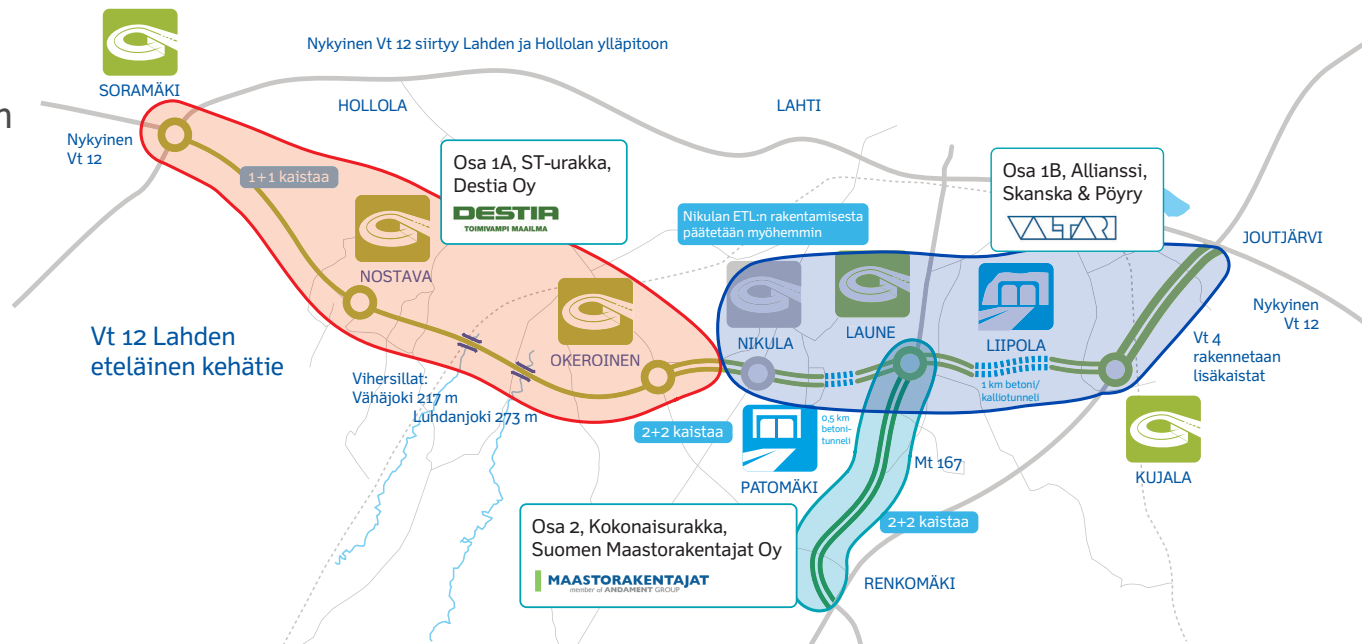 n
SORAMÄKI
Nykyinen Vt 12 siirtyy Lahden ja Hollolan ylläpitoon
HOLLOLA
LAHTI
Nykyinen
Vt 12
1+1 kaistaa
Osa 1A, ST-urakka,
Destia Oy
DESTIA
TOIMIVAMPI MAAILMA
Osa 1B, Allianssi,
Skanska & Pöyry
VALTARI
Nikulan ETL:n rakentamisesta
päätetään myöhemmin
JOUTJÄRVI
NOSTAVA
OKEROINEN
NIKULA
LAUNE
LIIPOLA
Nykyinen
Vt 12
Vt 12 Lahden
eteläinen kehätie
Vt 4
rakennetaan
lisäkaistat
Vihersillat:
Vähäjoki 217 m
Luhdanjoki 273 m
1 km betoni/
kalliotunneli
2+2 kaistaa
0,5 km
betoni-
tunneli
PATOMÄKI
Mt 167
KUJALA
Osa 2, Kokonaisurakka,
Suomen Maastorakentajat Oy
MAASTORAKENTAJAT
member of ANDAMENT GROUP
2+2 kaistaa
RENKOMÄKI